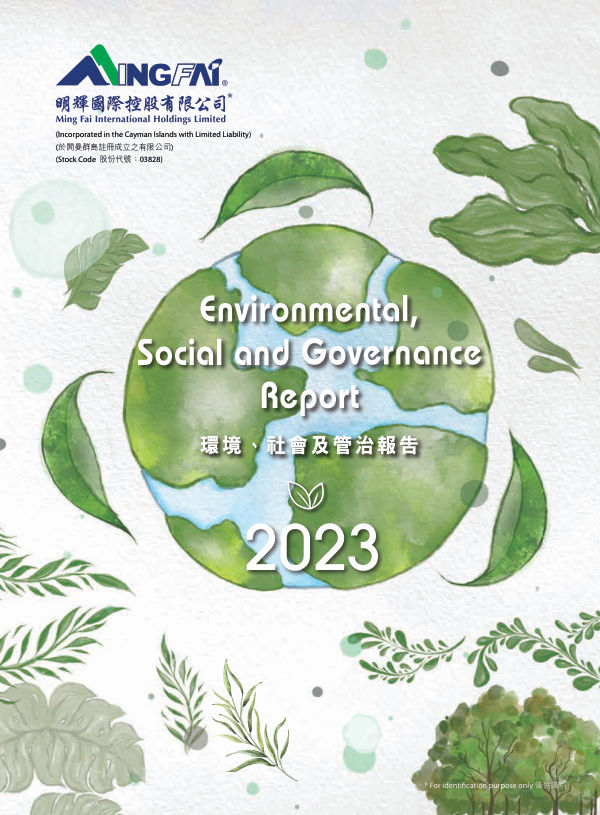 MINGFAI®
明輝國際控股有限公司*
Ming Fai International Holdings Limited
(Incorporated in the Cayman Islands with Limited Liability)
(於開曼群島註冊成立之有限公司)
(Stock Code 股份代號：03828)
Environmental,
Social and Governance
Report
環境、社會及管治報告
2023
* For identification purpose only 僅供識別